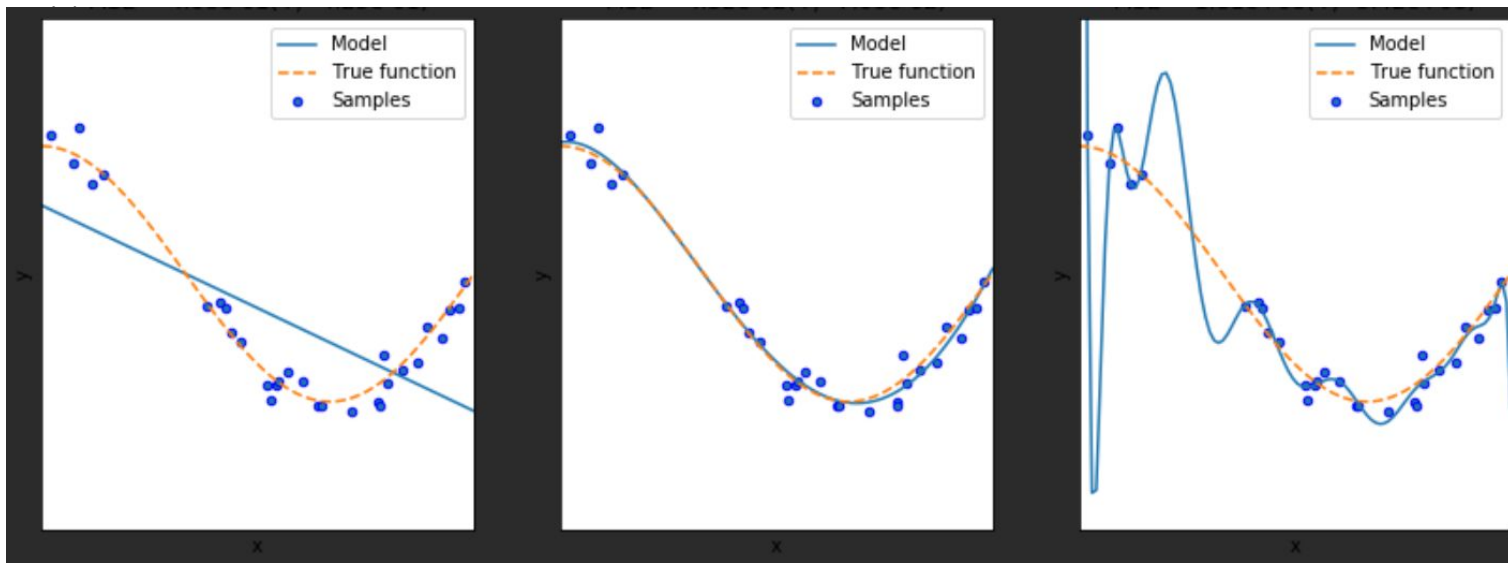 Model
True function
Samples
y
x
Model
True function
Samples
y
x
Model
True function
Samples
y
x